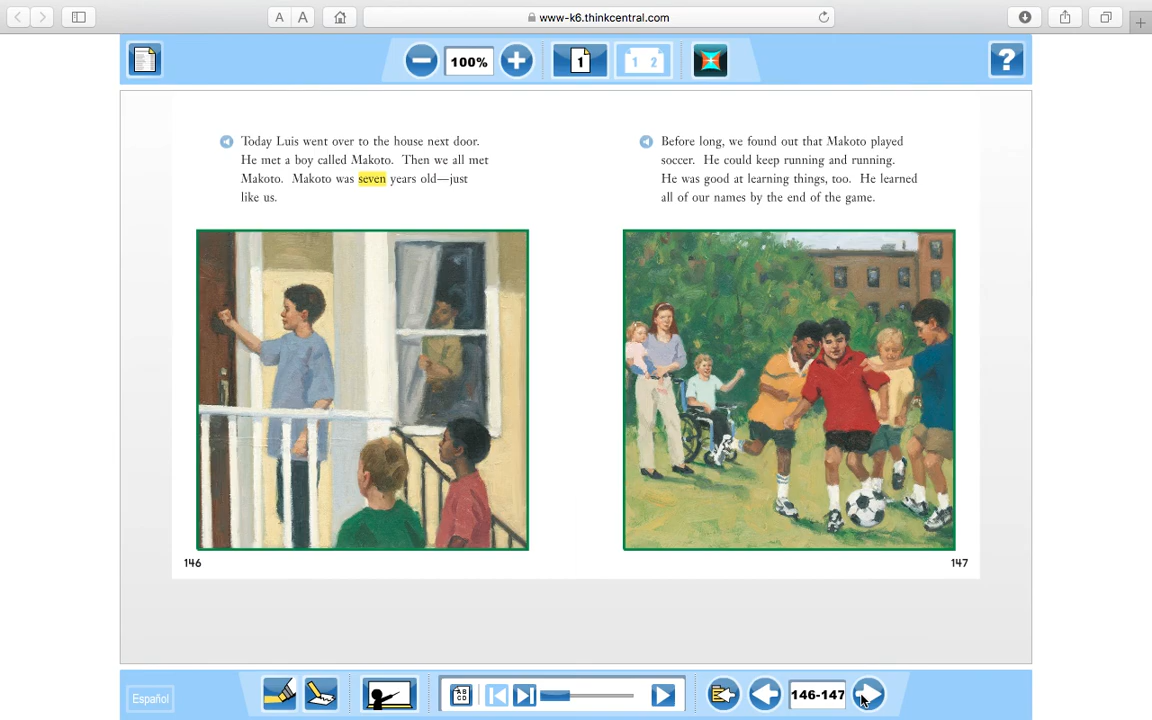 A A
www-k6.thinkcentral.com
100%
1
1 2
?
Today Luis went over to the house next door.
He met a boy called Makoto. Then we all met
Makoto. Makoto was seven years old—just
like us.
Before long, we found out that Makoto played
soccer. He could keep running and running.
He was good at learning things, too. He learned
all of our names by the end of the game.
146
147
Español
AB
CD
146-147